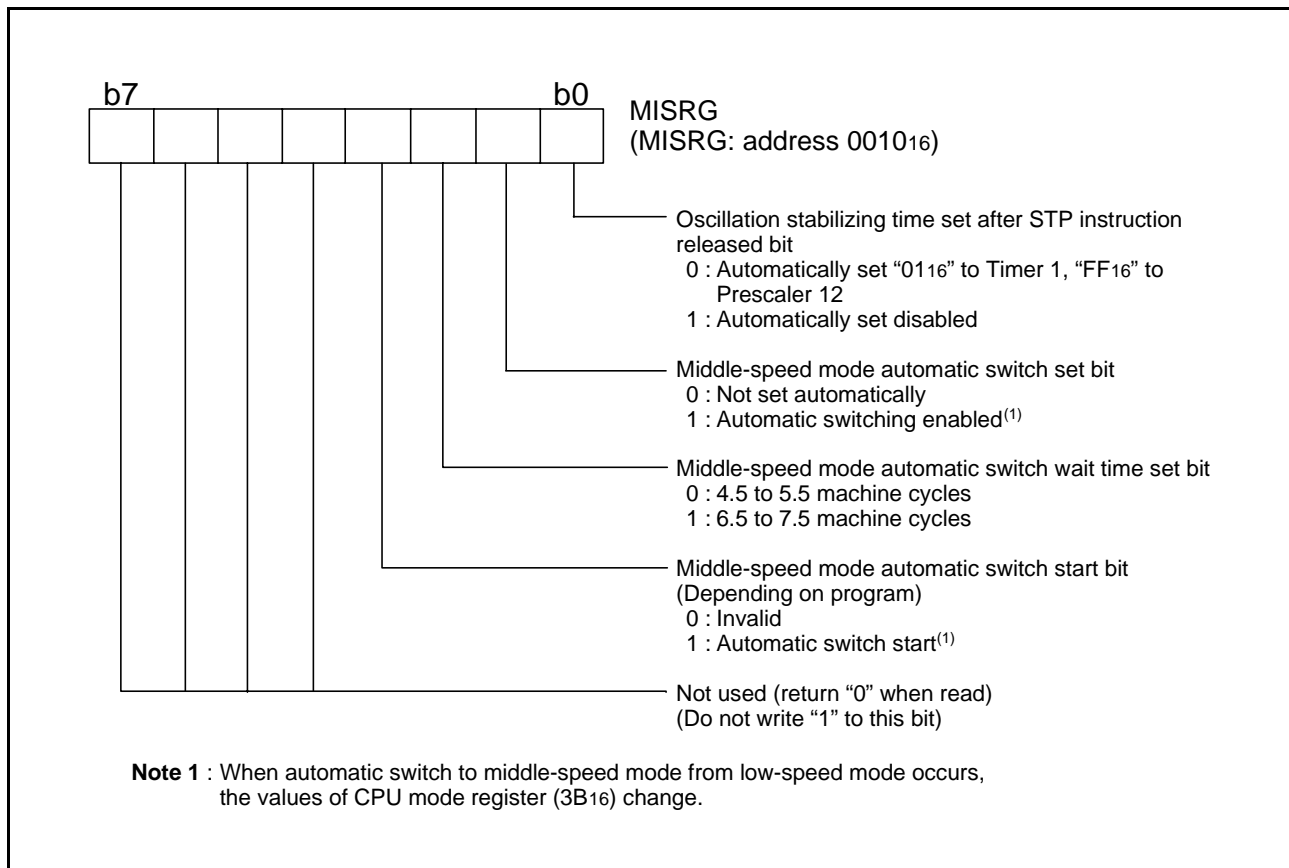 b7 b0
MISRG
(MISRG: address 001016)
Oscillation stabilizing time set after STP instruction
released bit
0 : Automatically set “0116” to Timer 1, “FF16” to
Prescaler 12
1 : Automatically set disabled
Middle-speed mode automatic switch set bit
0 : Not set automatically
1 : Automatic switching enabled(1)
Middle-speed mode automatic switch wait time set bit
0 : 4.5 to 5.5 machine cycles
1 : 6.5 to 7.5 machine cycles
Middle-speed mode automatic switch start bit
(Depending on program)
0 : Invalid
1 : Automatic switch start(1)
Not used (return “0” when read)
(Do not write “1” to this bit)
Note 1 : When automatic switch to middle-speed mode from low-speed mode occurs,
the values of CPU mode register (3B16) change.